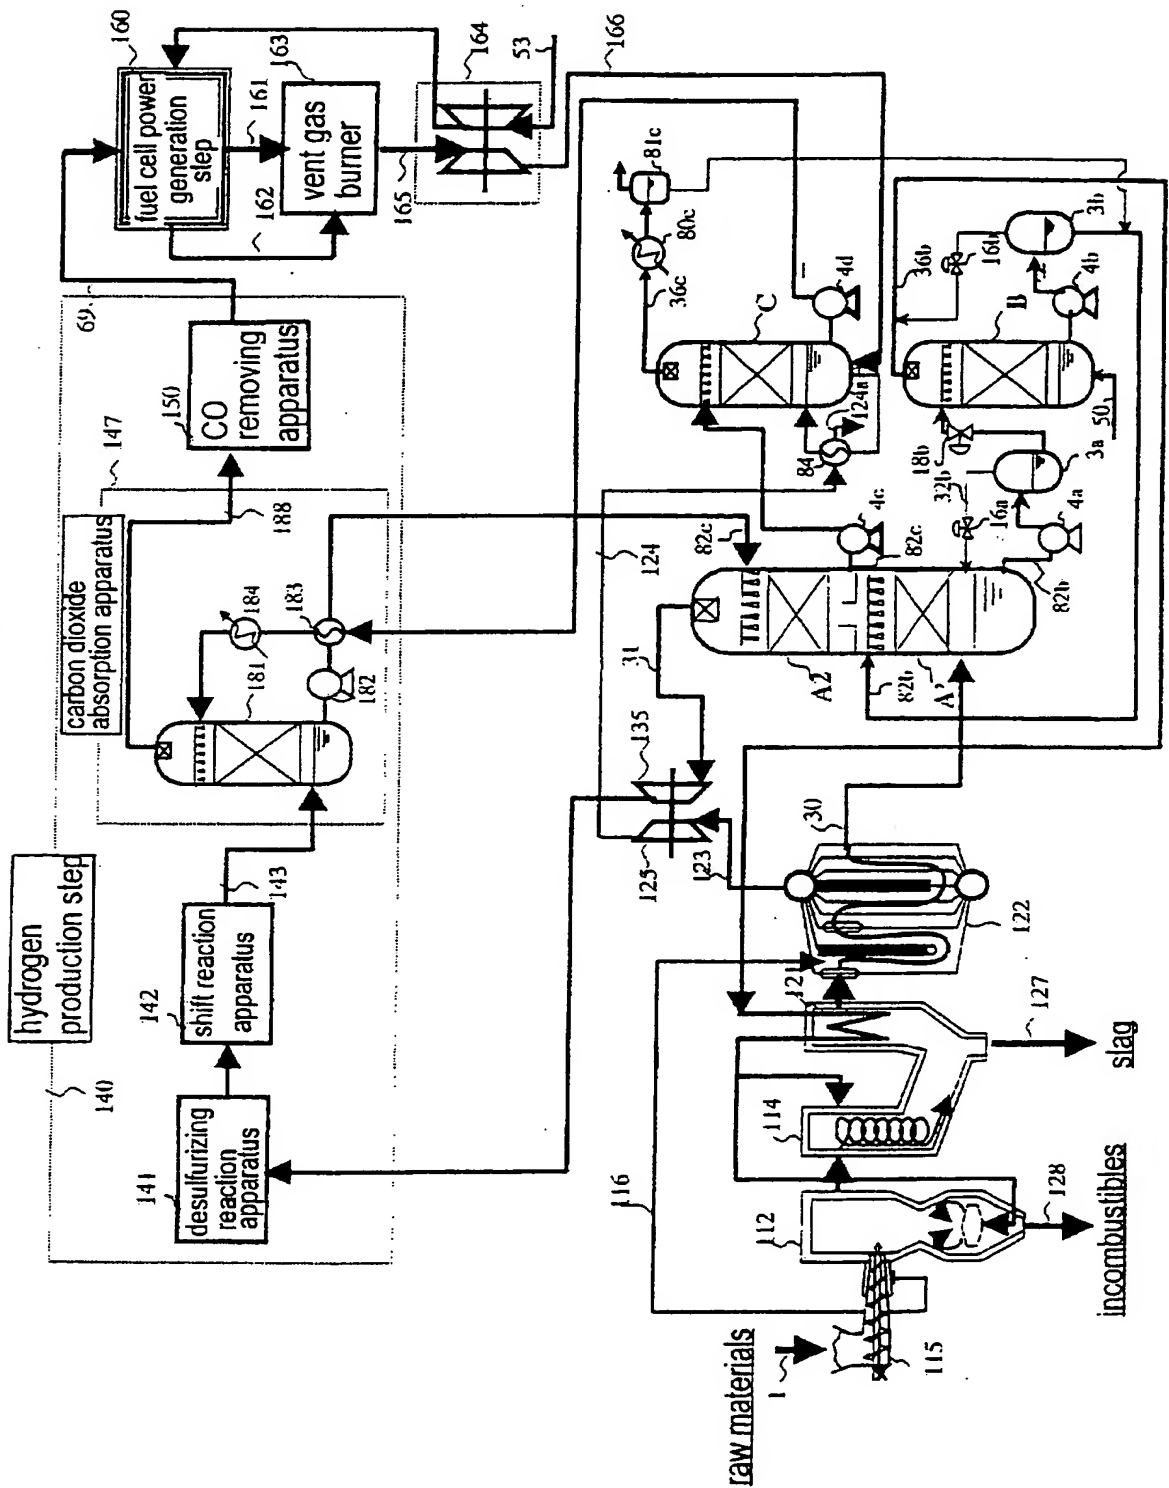 hydrogen
production step
140
141
desulfurizing
reaction
apparatus
142
shift reaction
apparatus
143
carbon dioxide
absorption apparatus
147
181
184
183
182
150
CO
removing
apparatus
188
69
160
fuel cell power
generation
step
161
162
163
vent gas
burner
165
164
53
166
116
125
135
123
124
31
36c
80c
81c
82c
4c
82c
C
4d
84
124a
A2
82b
A'
82b
16a
32b
18b
4a
3a
50
B
36b
16b
4b
3b
raw materials
1
115
112
114
121
30
122
128
incombustibles
127
slag